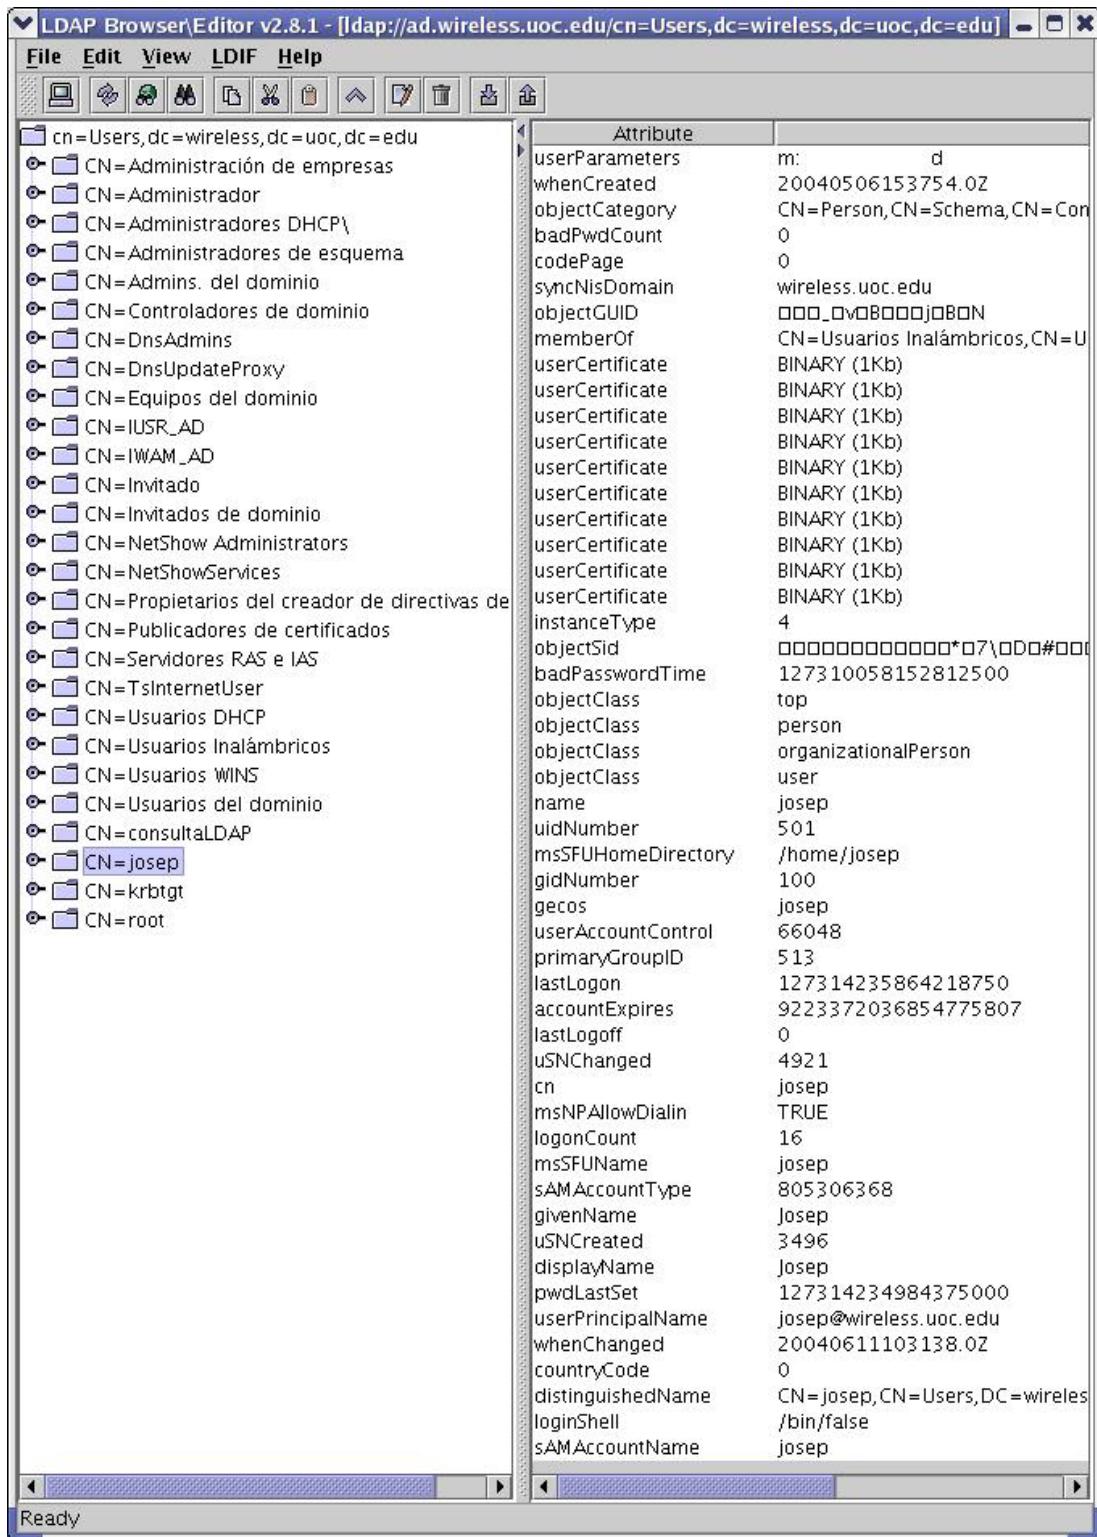 LDAP Browser\Editor v2.8.1 - [ldap://ad.wireless.uoc.edu/cn=Users,dc=wireless,dc=uoc,dc=edu]
File Edit View LDIF Help
cn=Users,dc=wireless,dc=uoc,dc=edu
CN=Administración de empresas
CN=Administrador
CN=Administradores DHCP\
CN=Administradores de esquema
CN=Admins. del dominio
CN=Controladores de dominio
CN=DnsAdmins
CN=DnsUpdateProxy
CN=Equipos del dominio
CN=IUSR_AD
CN=IWAM_AD
CN=Invitado
CN=Invitados de dominio
CN=NetShow Administrators
CN=NetShowServices
CN=Propietarios del creador de directivas de
CN=Publicadores de certificados
CN=Servidores RAS e IAS
CN=TsInternetUser
CN=Usuarios DHCP
CN=Usuarios Inalámbricos
CN=Usuarios WINS
CN=Usuarios del dominio
CN=consultaLDAP
CN=josep
CN=krbtgt
CN=root
Attribute
userParameters m: d
whenCreated 20040506153754.0Z
objectCategory CN=Person,CN=Schema,CN=Con
badPwdCount 0
codePage 0
syncNisDomain wireless.uoc.edu
objectGUID □□□_□v□B□□□j□B□N
memberOf CN=Usuarios Inalámbricos,CN=U
userCertificate BINARY (1Kb)
userCertificate BINARY (1Kb)
userCertificate BINARY (1Kb)
userCertificate BINARY (1Kb)
userCertificate BINARY (1Kb)
userCertificate BINARY (1Kb)
userCertificate BINARY (1Kb)
userCertificate BINARY (1Kb)
userCertificate BINARY (1Kb)
userCertificate BINARY (1Kb)
instanceType 4
objectSid □□□□□□□□□□□□*□7\□D□#□□□
badPasswordTime 127310058152812500
objectClass top
objectClass person
objectClass organizationalPerson
objectClass user
name josep
uidNumber 501
msSFUHomeDirectory /home/josep
gidNumber 100
gecos josep
userAccountControl 66048
primaryGroupID 513
lastLogon 127314235864218750
accountExpires 9223372036854775807
lastLogoff 0
uSNChanged 4921
cn josep
msNPAllowDialin TRUE
logonCount 16
msSFUName josep
sAMAccountType 805306368
givenName Josep
uSNCreated 3496
displayName Josep
pwdLastSet 127314234984375000
userPrincipalName josep@wireless.uoc.edu
whenChanged 20040611103138.0Z
countryCode 0
distinguishedName CN=josep,CN=Users,DC=wireles
loginShell /bin/false
sAMAccountName josep
Ready